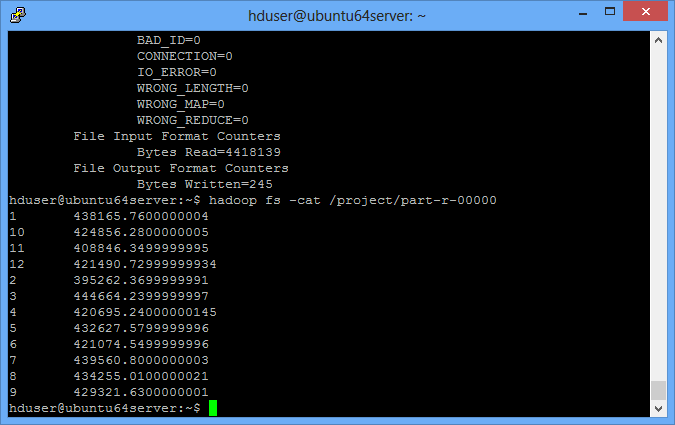 hduser@ubuntu64server: ~
BAD_ID=0
CONNECTION=0
IO_ERROR=0
WRONG_LENGTH=0
WRONG_MAP=0
WRONG_REDUCE=0
File Input Format Counters
Bytes Read=4418139
File Output Format Counters
Bytes Written=245
hduser@ubuntu64server:~$ hadoop fs -cat /project/part-r-00000
1 438165.7600000004
10 424856.2800000005
11 408846.3499999995
12 421490.72999999934
2 395262.3699999991
3 444664.2399999997
4 420695.24000000145
5 432627.5799999996
6 421074.5499999996
7 439560.8000000003
8 434255.0100000021
9 429321.6300000001
hduser@ubuntu64server:~$